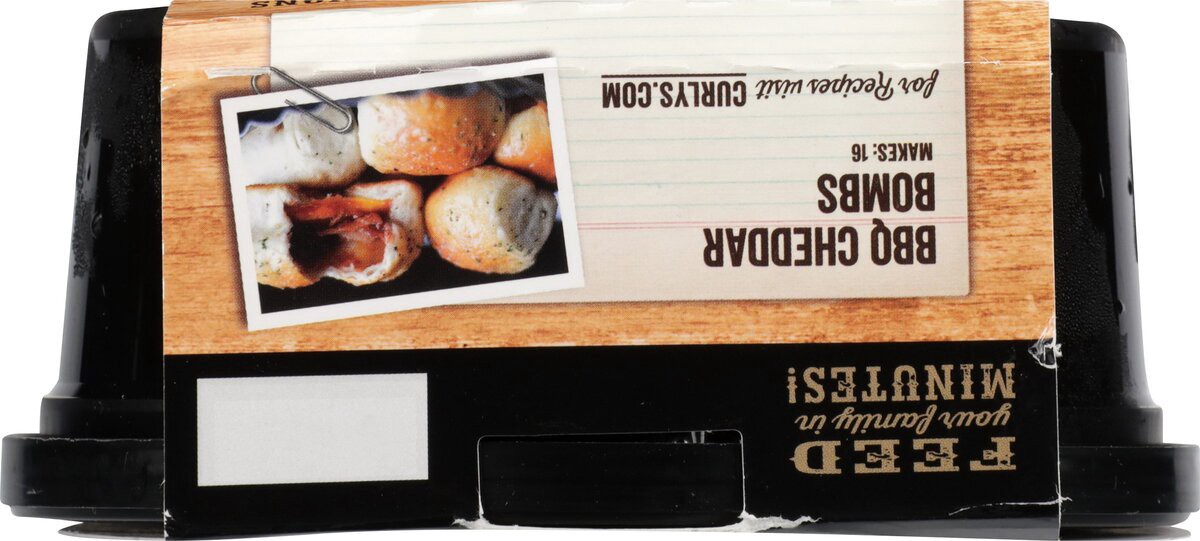 FEED
your family in
MINUTES!
BBQ CHEDDAR
BOMBS
MAKES: 16
for Recipes visit CURLYS.COM